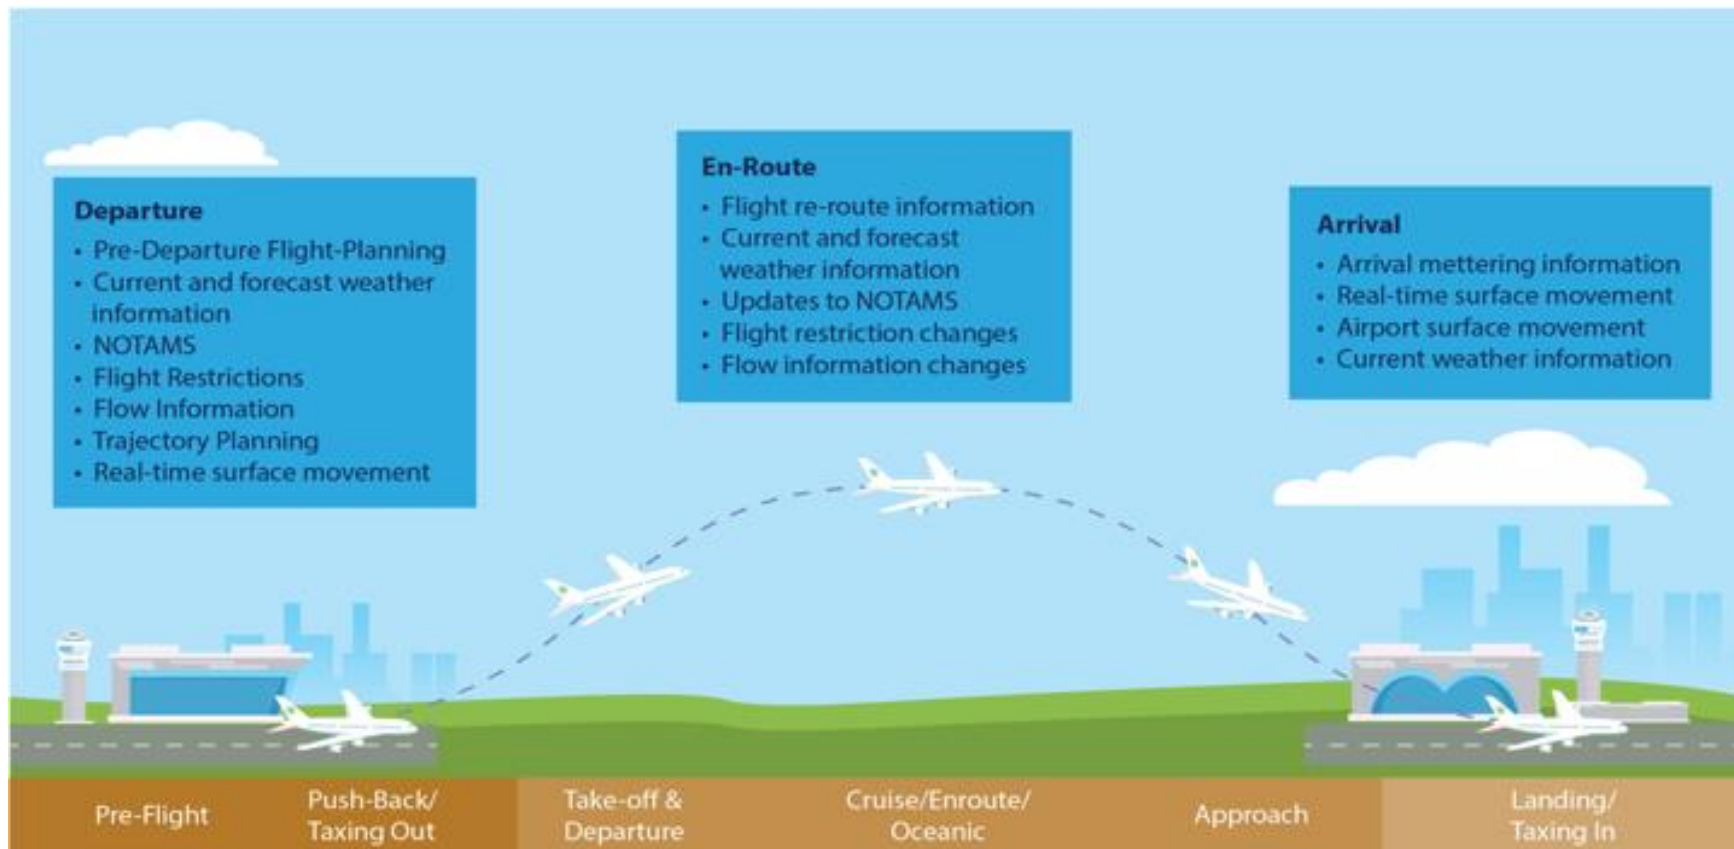 Departure
• Pre-Departure Flight-Planning
• Current and forecast weather
information
• NOTAMS
• Flight Restrictions
• Flow Information
• Trajectory Planning
• Real-time surface movement
En-Route
• Flight re-route information
• Current and forecast
weather information
• Updates to NOTAMS
• Flight restriction changes
• Flow information changes
Arrival
• Arrival mettering information
• Real-time surface movement
• Airport surface movement
• Current weather information
Pre-Flight
Push-Back/
Taxing Out
Take-off &
Departure
Cruise/Enroute/
Oceanic
Approach
Landing/
Taxing In